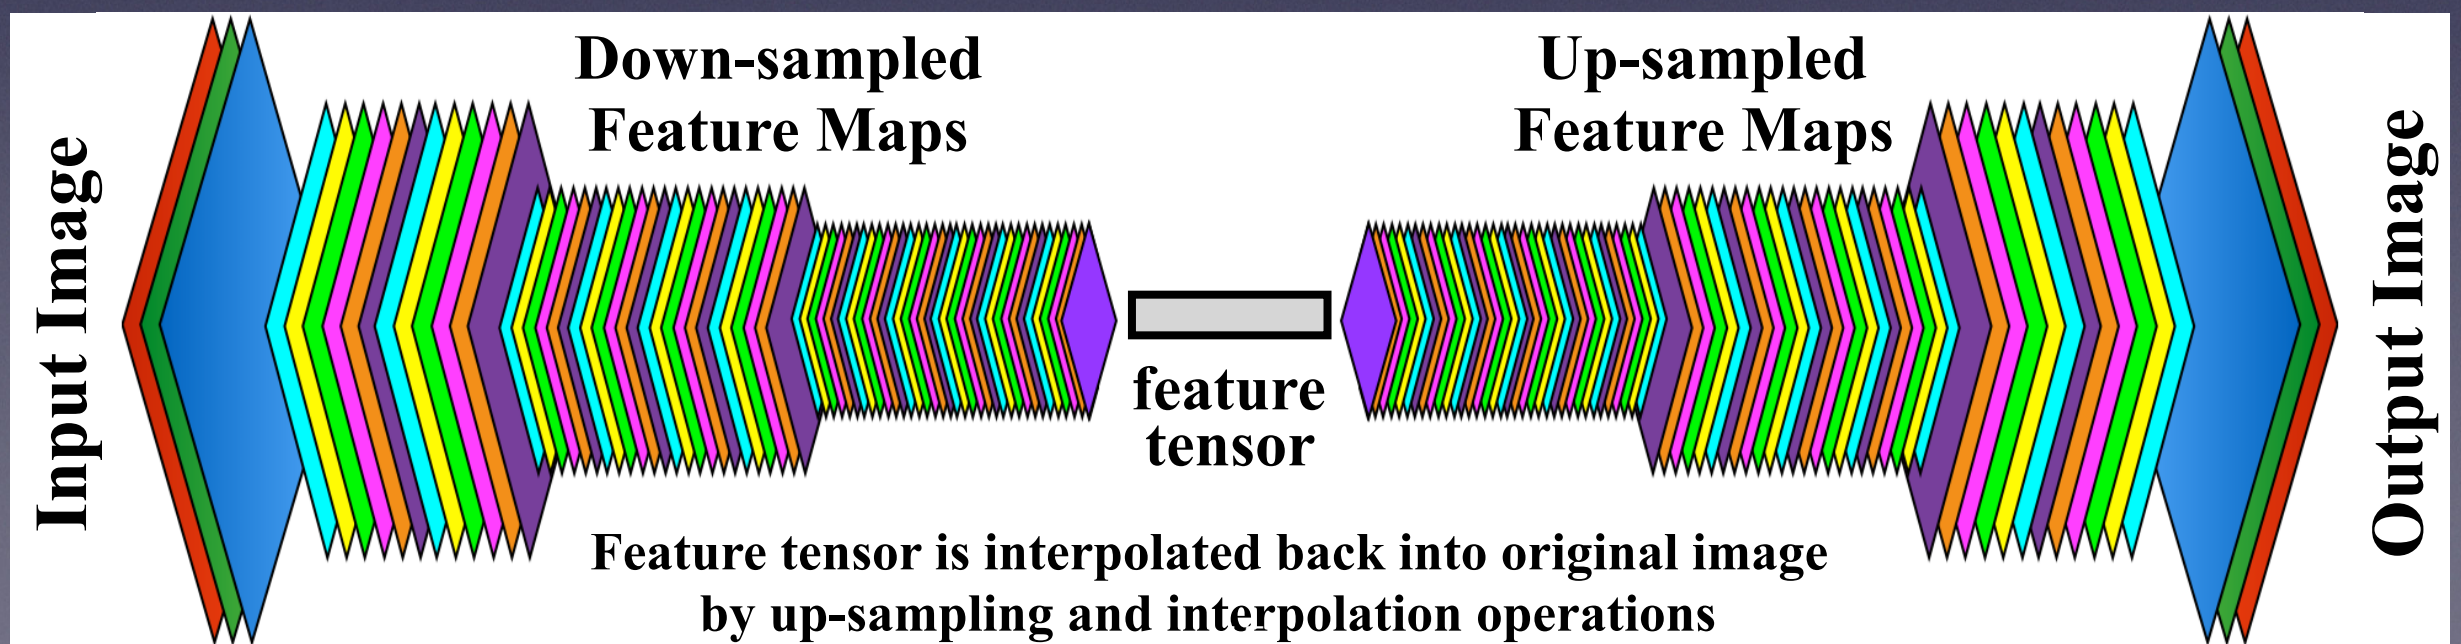 Input Image
Down-sampled
Feature Maps
feature
tensor
Up-sampled
Feature Maps
Output Image
Feature tensor is interpolated back into original image
by up-sampling and interpolation operations